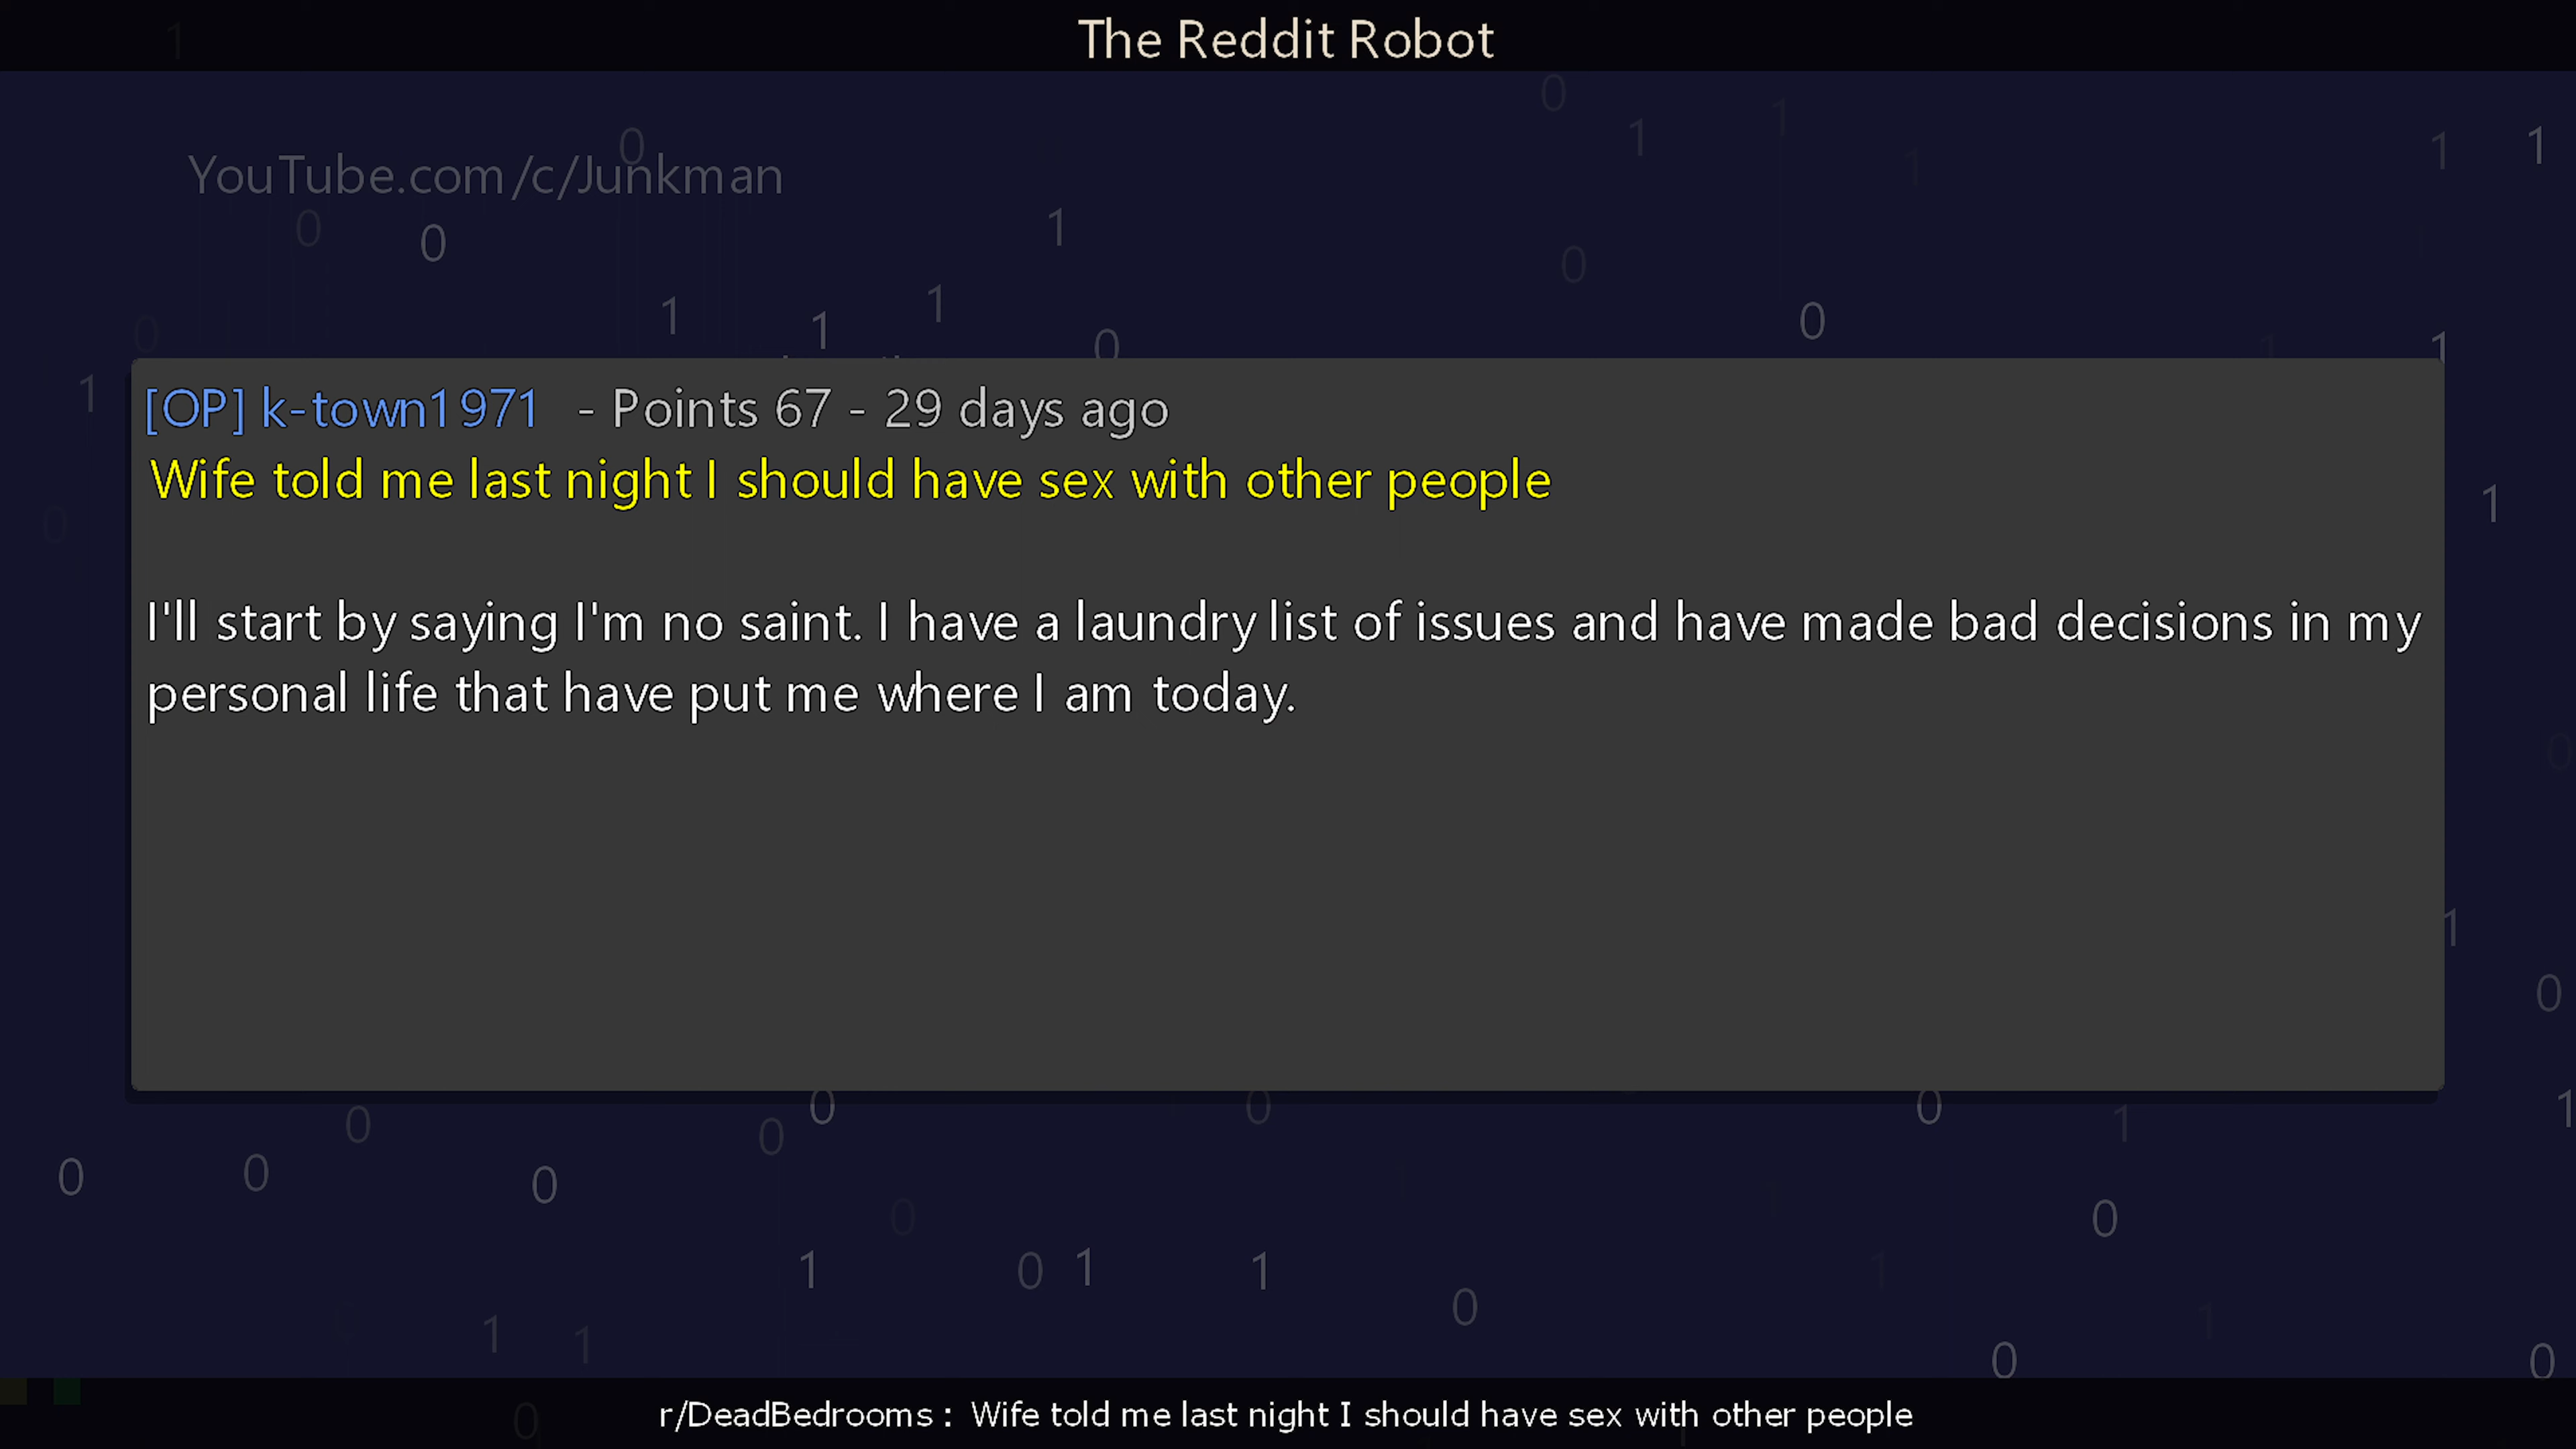 The Reddit Robot
YouTube.com/c/Junkman
[OP] k-town1971 - Points 67 - 29 days ago
Wife told me last night I should have sex with other people
I'll start by saying I'm no saint. I have a laundry list of issues and have made bad decisions in my
personal life that have put me where I am today.
r/DeadBedrooms : Wife told me last night I should have sex with other people